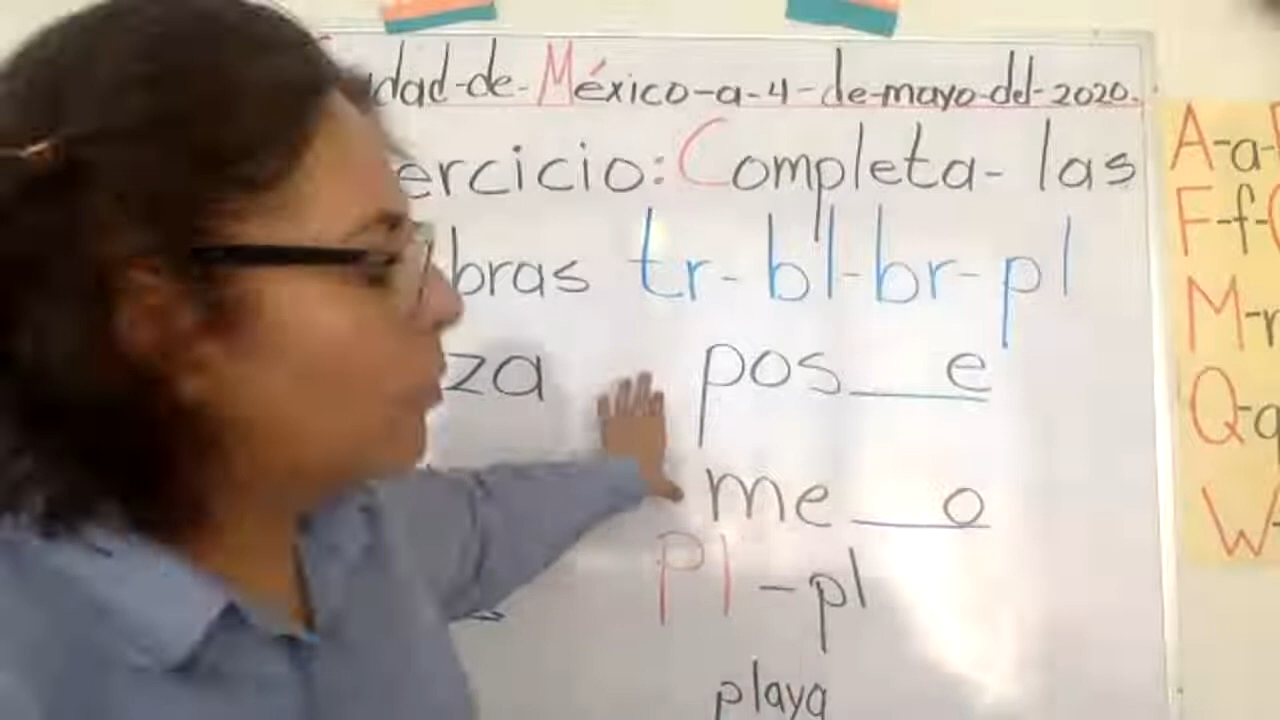 dad-de-México-a-4-de-mayo-del-2020.
ercicio: Completa-las
bras tr-bl-br-pl
za pos__e
me__o
Pl-pl
playa
A-a-
F-f-
M-
Q-q
W-